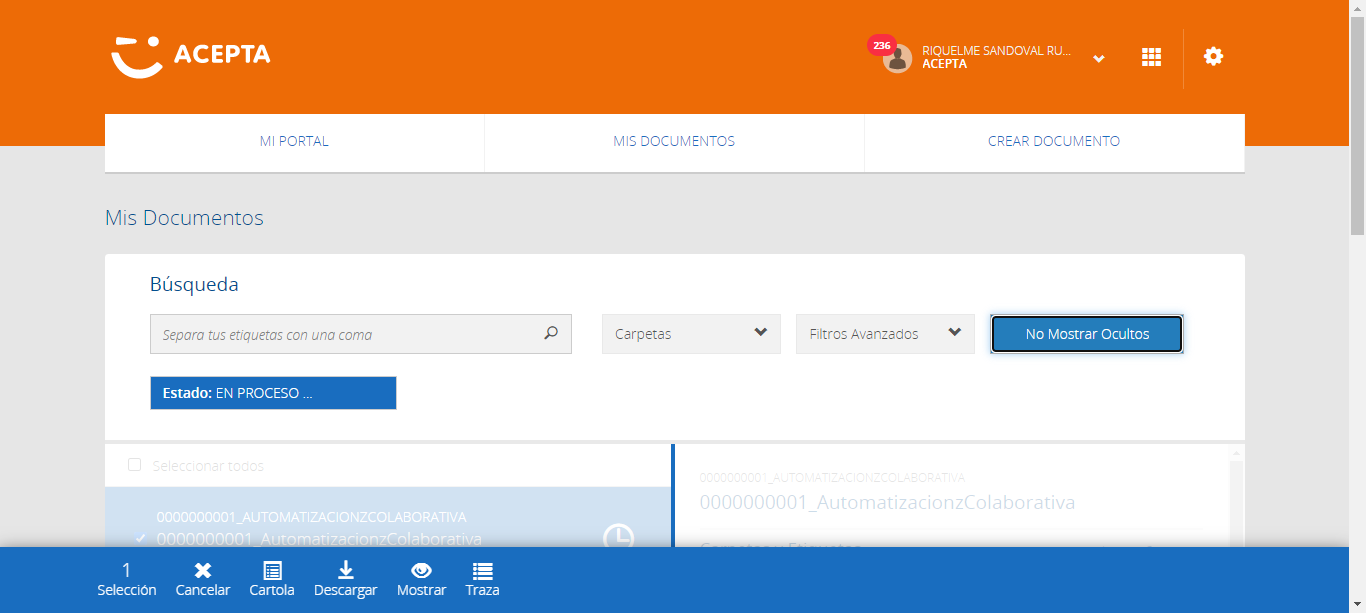 ACEPTA
236
RIQUELME SANDOVAL RU...
ACEPTA
MI PORTAL
MIS DOCUMENTOS
CREAR DOCUMENTO
Mis Documentos
Búsqueda
Separa tus etiquetas con una coma
Carpetas
Filtros Avanzados
No Mostrar Ocultos
Estado: EN PROCESO ...
Seleccionar todos
0000000001_AUTOMATIZACIONZCOLABORATIVA
0000000001_AutomatizacionzColaborativa
0000000001_AUTOMATIZACIONZCOLABORATIVA
0000000001_AutomatizacionzColaborativa
Carpetas y Etiquetas
1
Selección
Cancelar
Cartola
Descargar
Mostrar
Traza